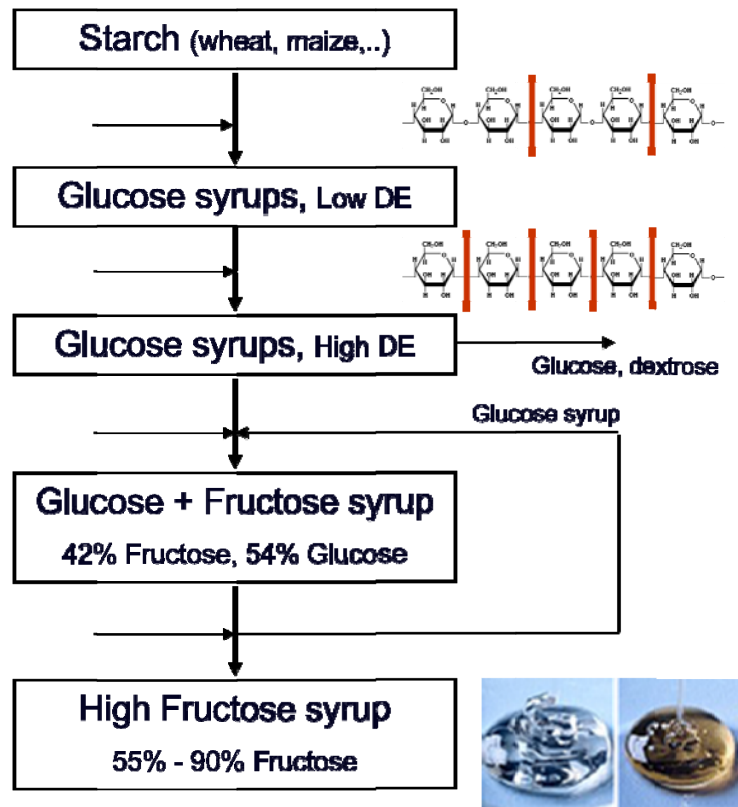 Starch (wheat, maize,..)
Glucose syrups, Low DE
Glucose syrups, High DE
Glucose, dextrose
Glucose syrup
Glucose + Fructose syrup
42% Fructose, 54% Glucose
High Fructose syrup
55% - 90% Fructose